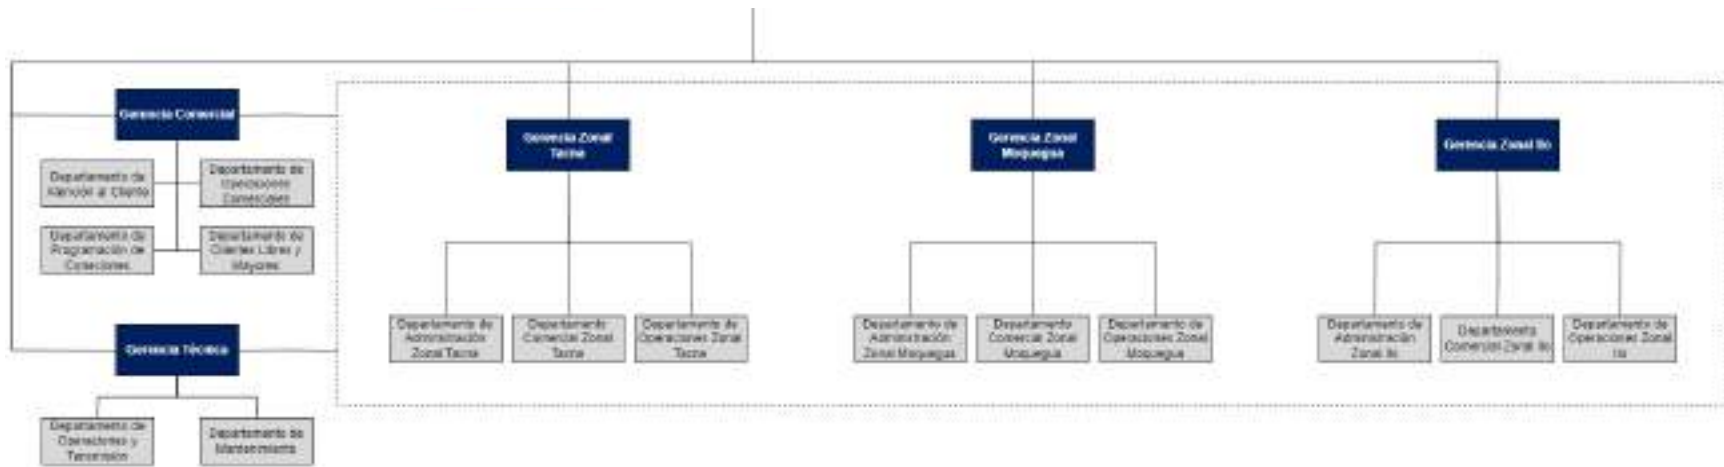 Gerencia Comercial
Departamento de
Atención al Cliente
Departamento de
Operaciones
Comerciales
Departamento de
Programación de
Conexiones
Departamento de
Clientes Libres y
Mayores
Gerencia Técnica
Departamento de
Operaciones y
Departamento de
Mantenimiento
Gerencia Zonal
Tacna
Departamento de
Administración
Zonal Tacna
Departamento
Comercial Zonal
Tacna
Departamento de
Operaciones Zonal
Tacna
Gerencia Zonal
Moquegua
Departamento de
Administración
Zonal Moquegua
Departamento
Comercial Zonal
Moquegua
Departamento de
Operaciones Zonal
Moquegua
Gerencia Zonal Ilo
Departamento de
Administración
Zonal Ilo
Departamento
Comercial Zonal Ilo
Departamento de
Operaciones Zonal
Ilo